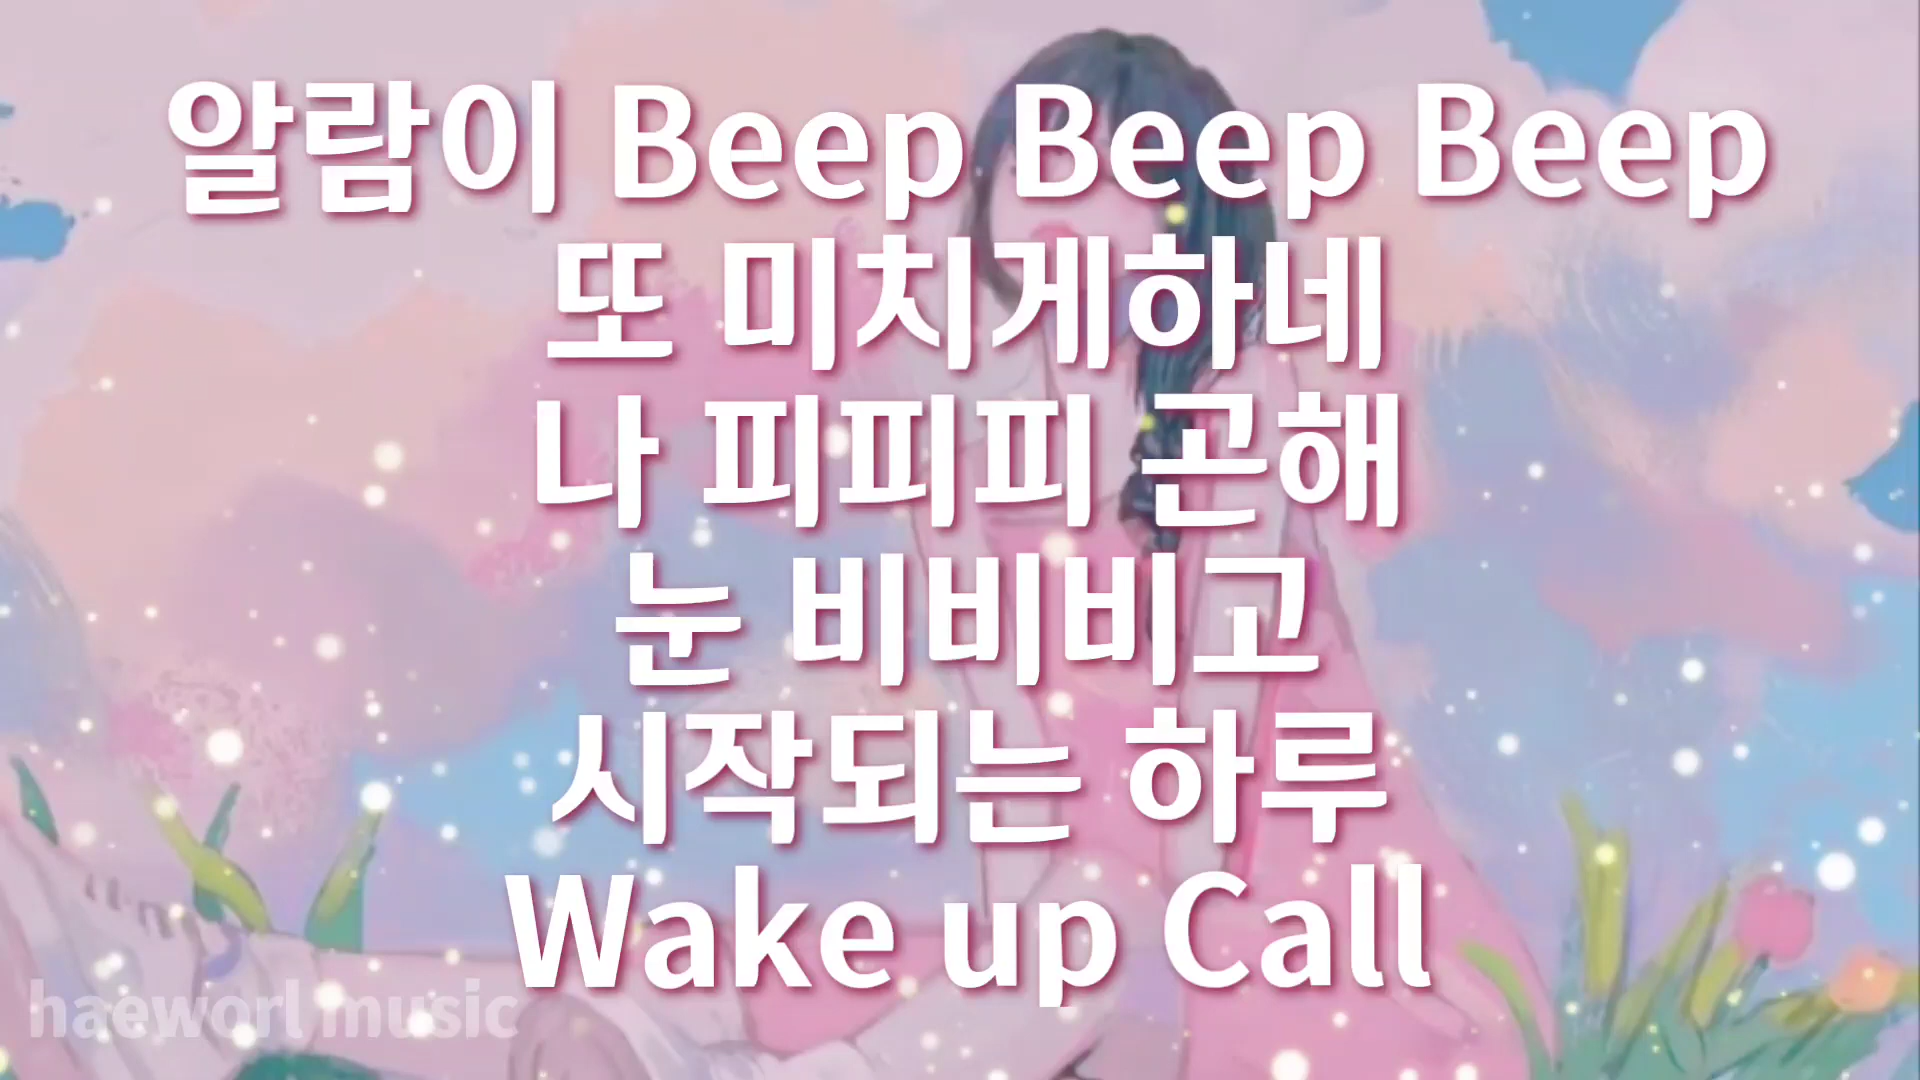 알람이 Beep Beep Beep
또 미치게하네
나 피피피 곤해
눈 비비비고
시작되는 하루
Wake up Call
haeworl music